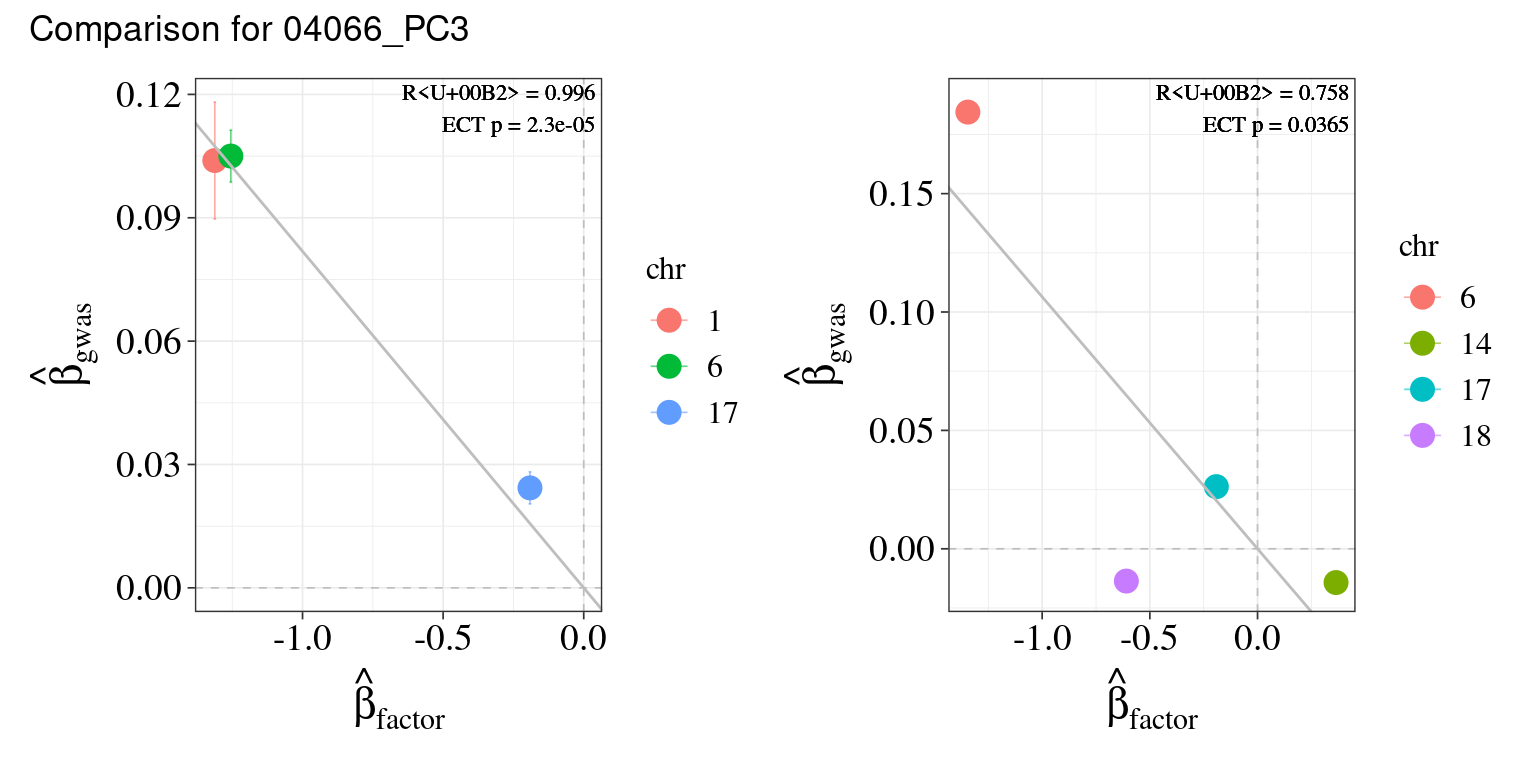 Comparison for 04066_PC3
R<U+00B2> = 0.996
ECT p = 2.3e-05
0.12
0.09
0.06
0.03
0.00
-1.0 -0.5 0.0
β̂factor
β̂gwas
chr
1
6
17
R<U+00B2> = 0.758
ECT p = 0.0365
0.15
0.10
0.05
0.00
-1.0 -0.5 0.0
β̂factor
β̂gwas
chr
6
14
17
18